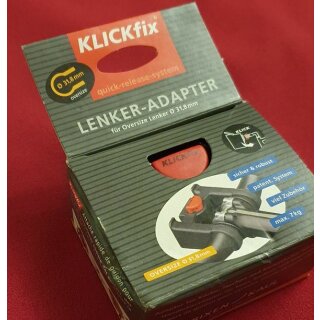 KLICKfix®
Ø 31,8mm
OVERSIZE
quick-release-system
LENKER-ADAPTER
für Oversize Lenker Ø 31,8mm
KLICK
KLICKfix
sicher & robust
patent. System
viel Zubehör
max. 7kg
OVERSIZE Ø 31,8mm